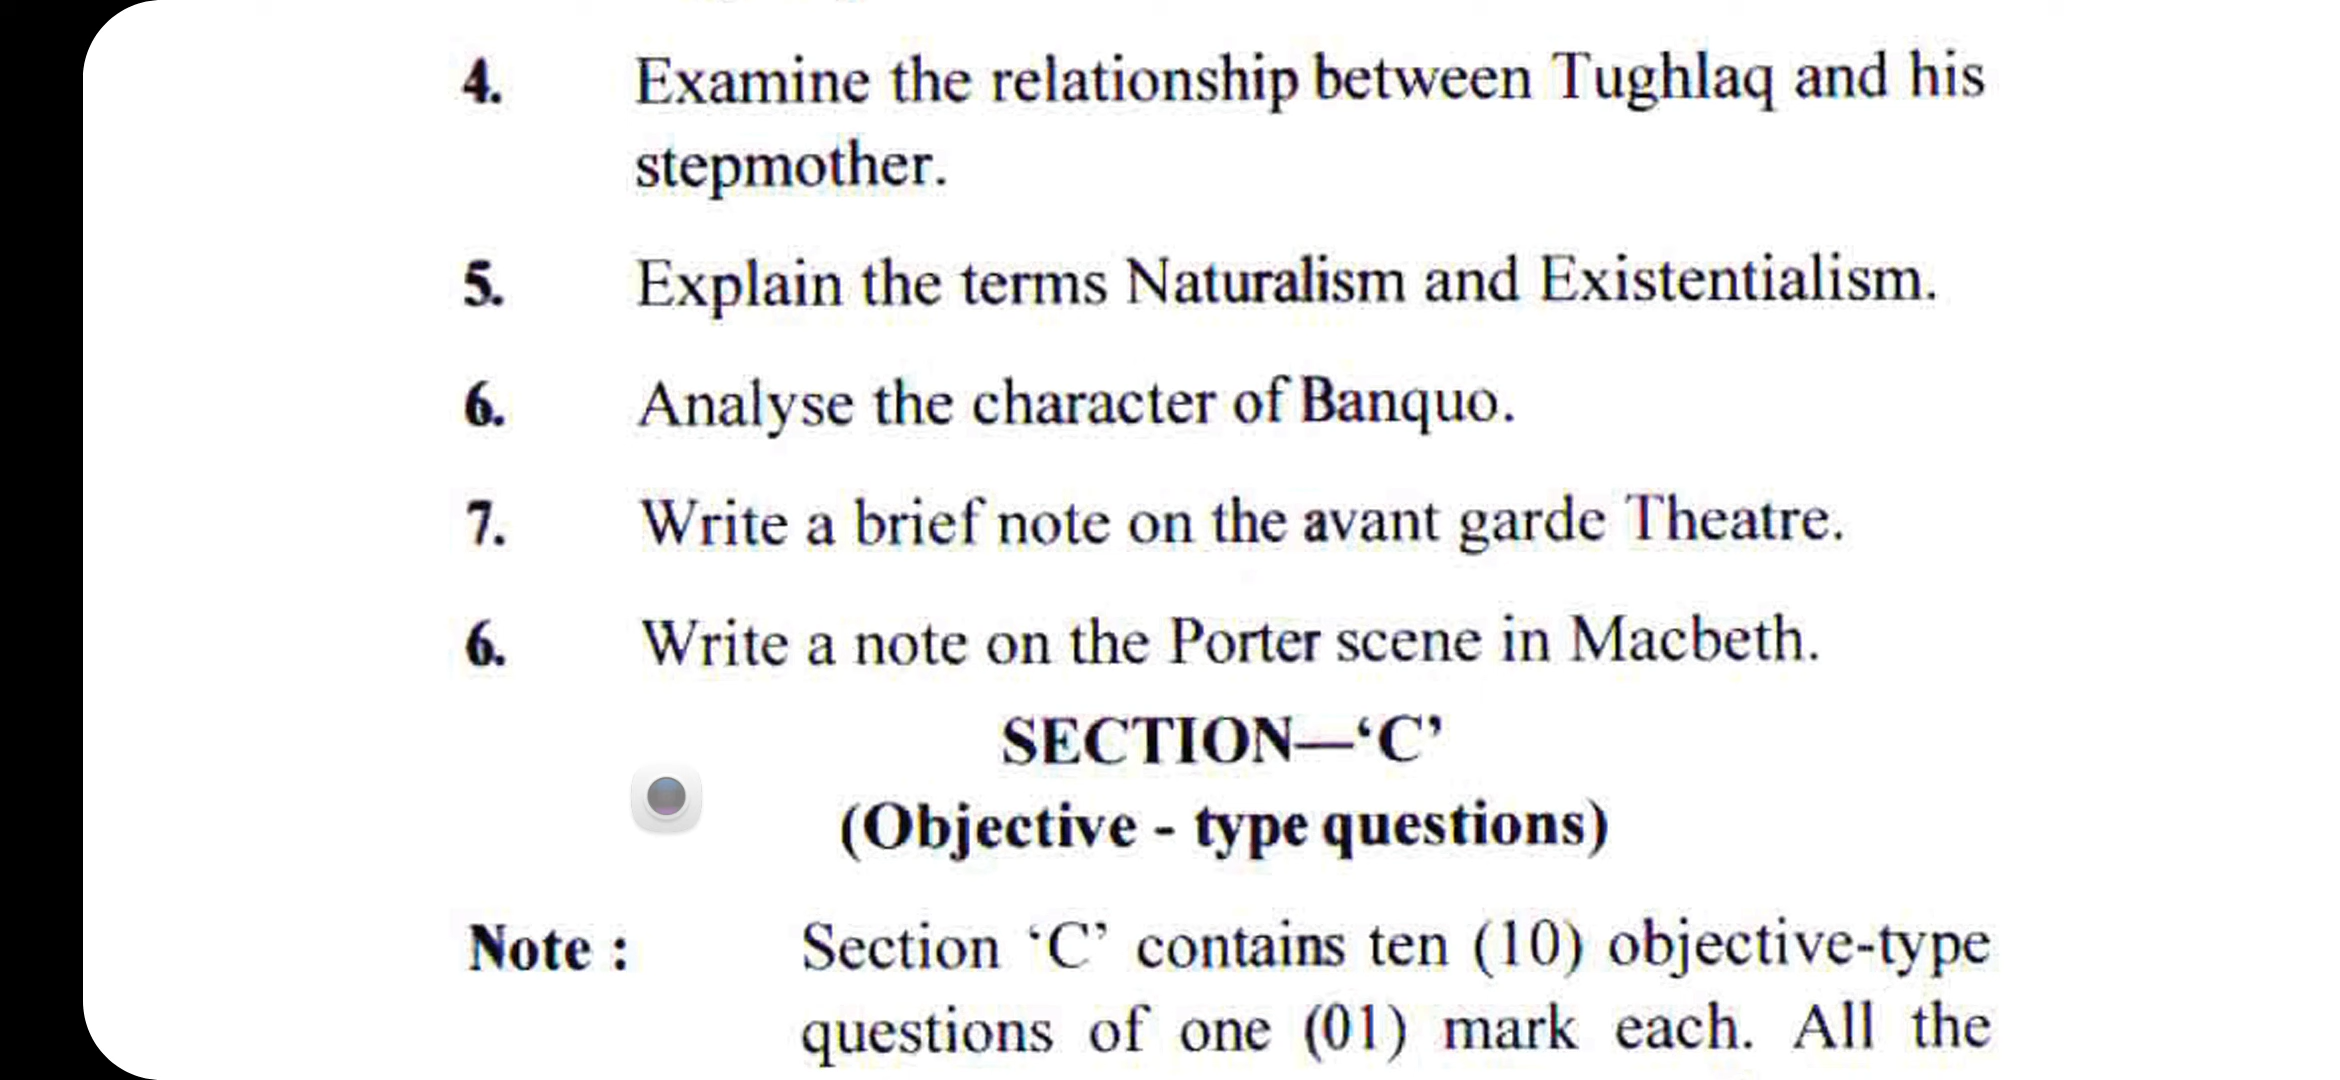 4. Examine the relationship between Tughlaq and his
stepmother.
5. Explain the terms Naturalism and Existentialism.
6. Analyse the character of Banquo.
7. Write a brief note on the avant garde Theatre.
6. Write a note on the Porter scene in Macbeth.
SECTION—‘C’
(Objective - type questions)
Note : Section ‘C’ contains ten (10) objective-type
questions of one (01) mark each. All the